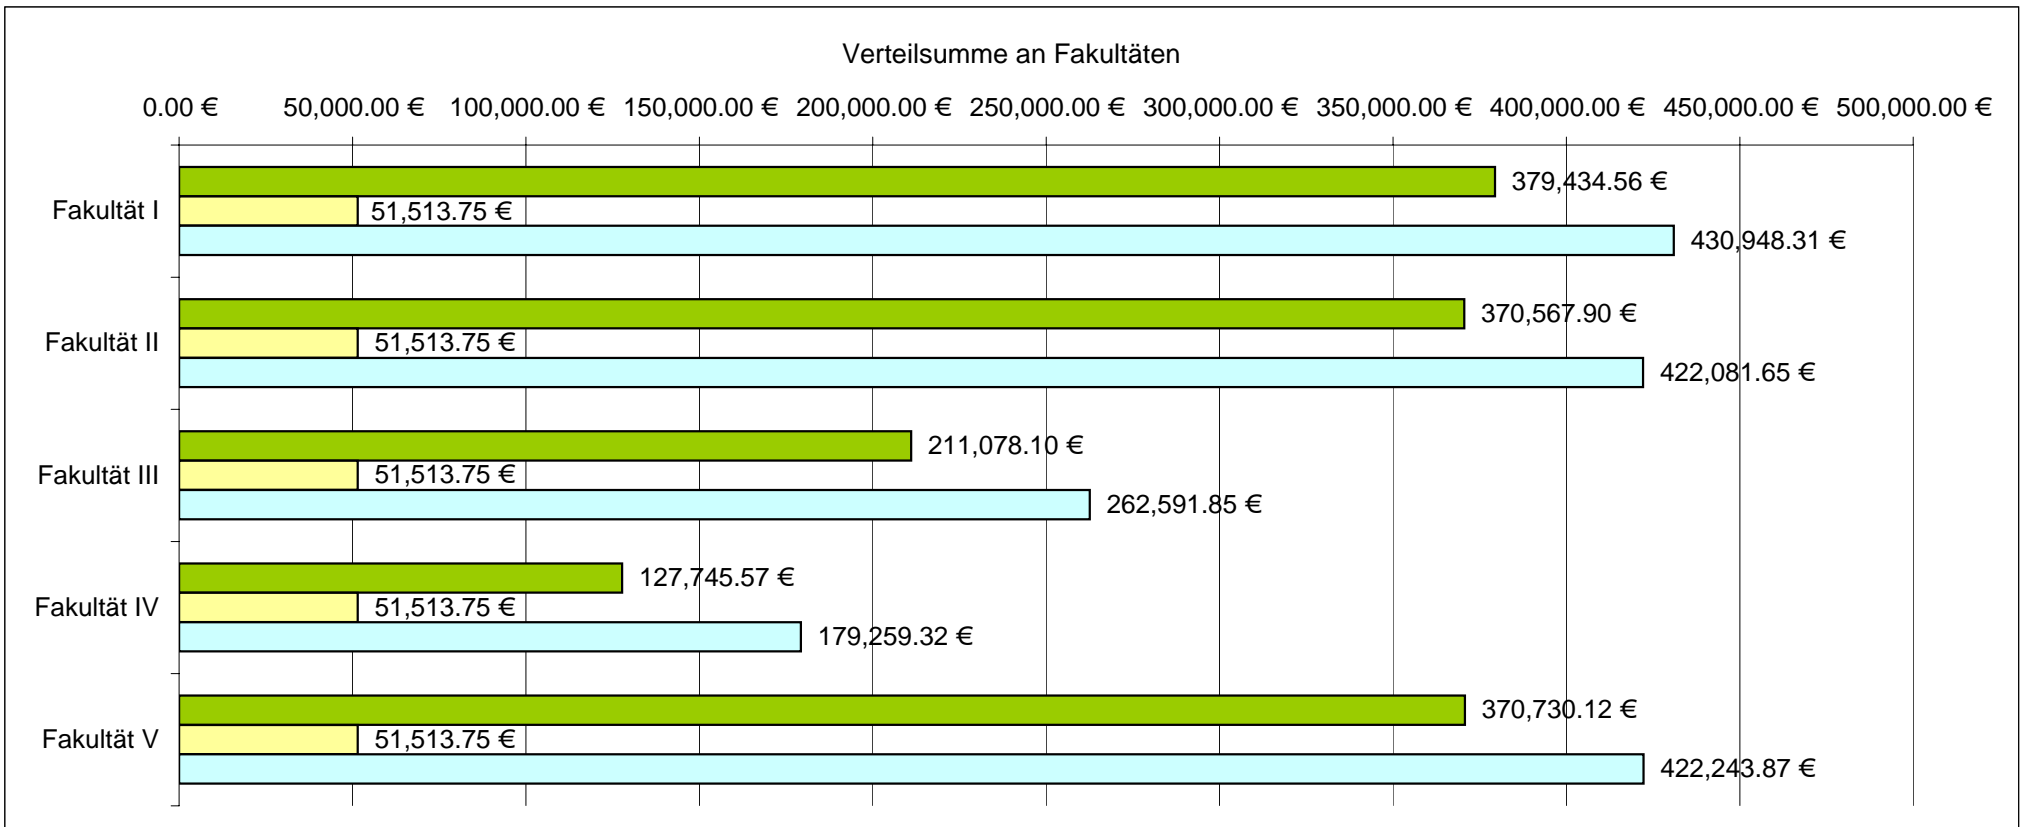 Verteilsumme an Fakultäten
0.00 € 50,000.00 € 100,000.00 € 150,000.00 € 200,000.00 € 250,000.00 € 300,000.00 € 350,000.00 € 400,000.00 € 450,000.00 € 500,000.00 €
379,434.56 €
Fakultät I 51,513.75 €
430,948.31 €
370,567.90 €
Fakultät II 51,513.75 €
422,081.65 €
211,078.10 €
Fakultät III 51,513.75 €
262,591.85 €
127,745.57 €
Fakultät IV 51,513.75 €
179,259.32 €
370,730.12 €
Fakultät V 51,513.75 €
422,243.87 €